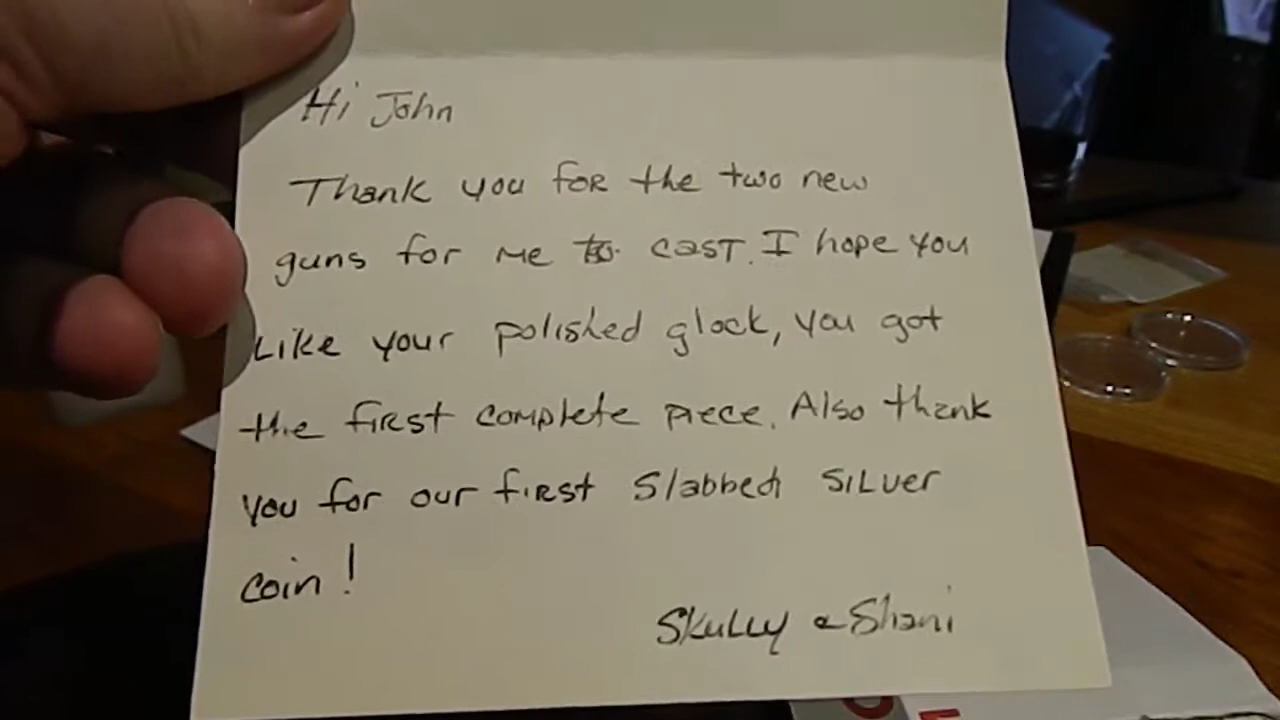 Hi John
Thank you for the two new
guns for me to cast. I hope you
Like your polished glock, you got
the first complete piece. Also thank
you for our first Slabbed Silver
coin!
Skully & Shani